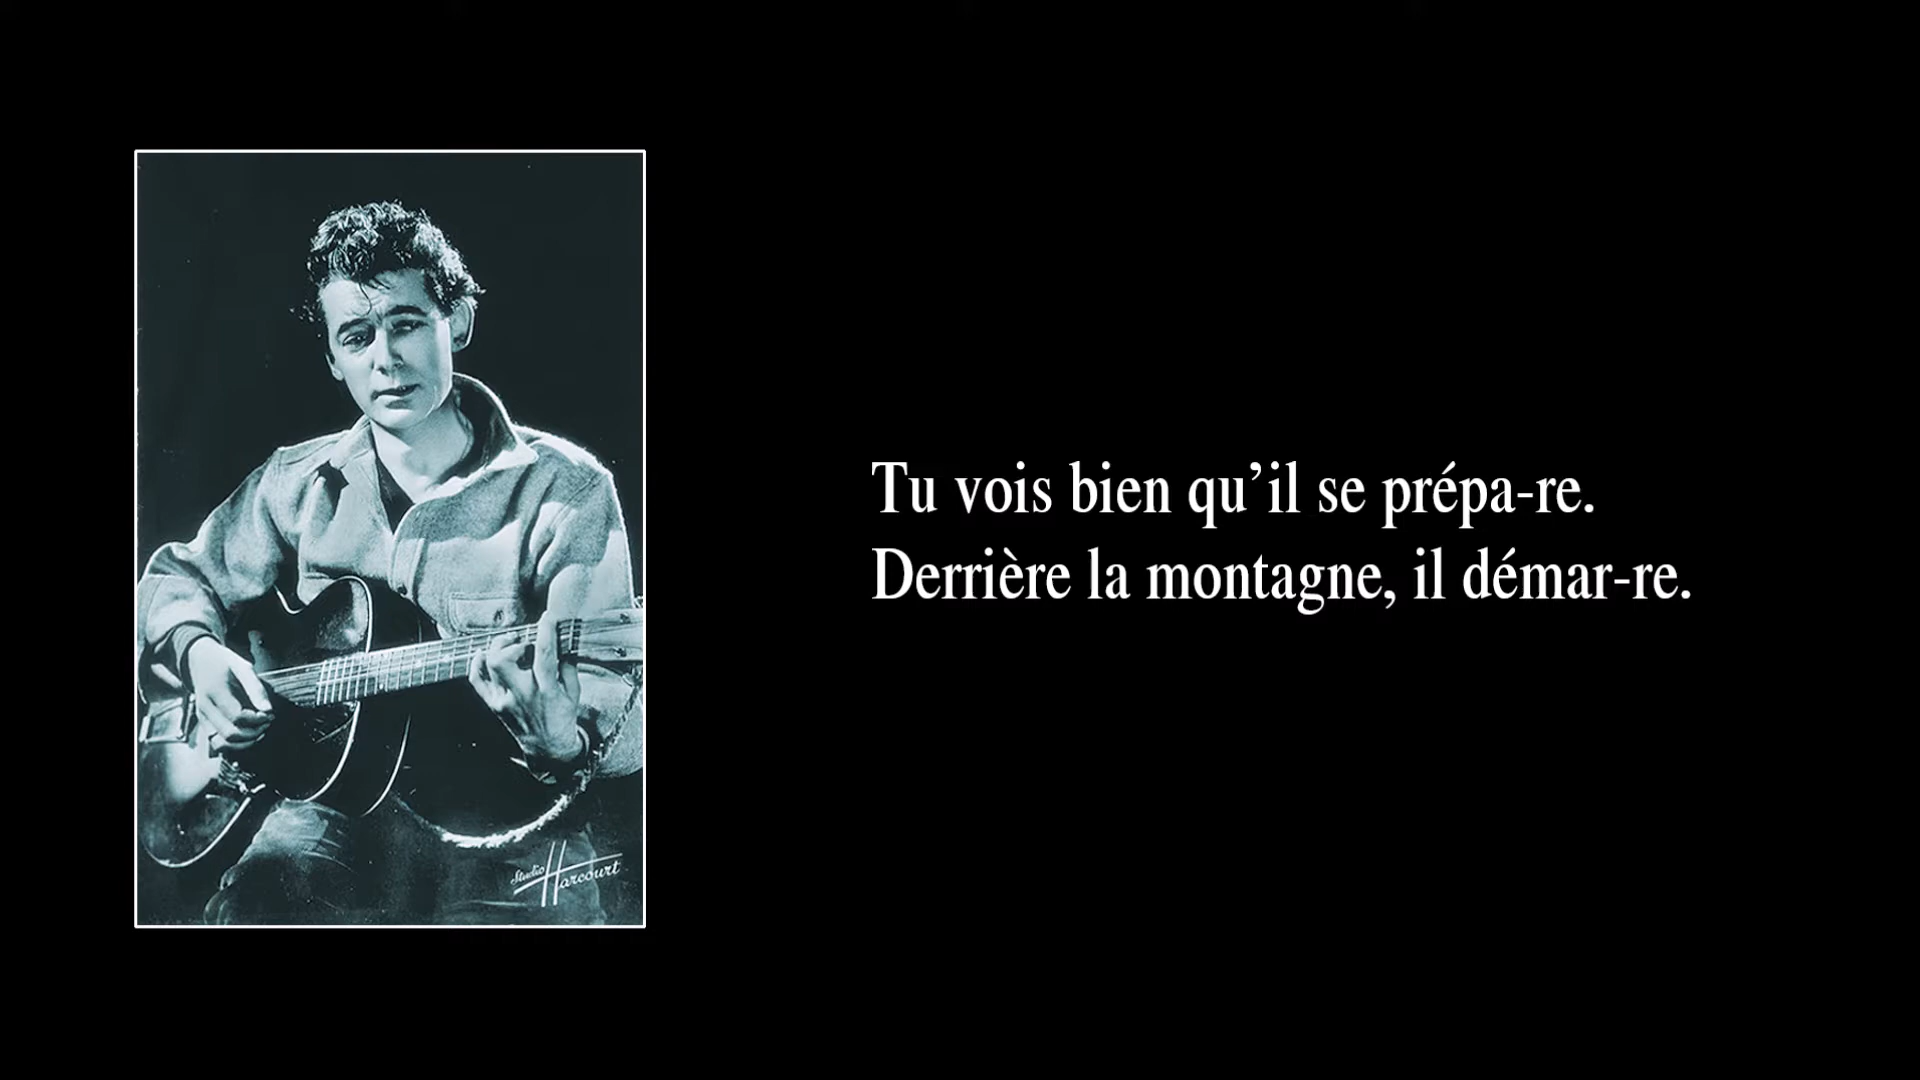 Tu vois bien qu’il se prépa-re.
Derrière la montagne, il démar-re.
Studio Harcourt